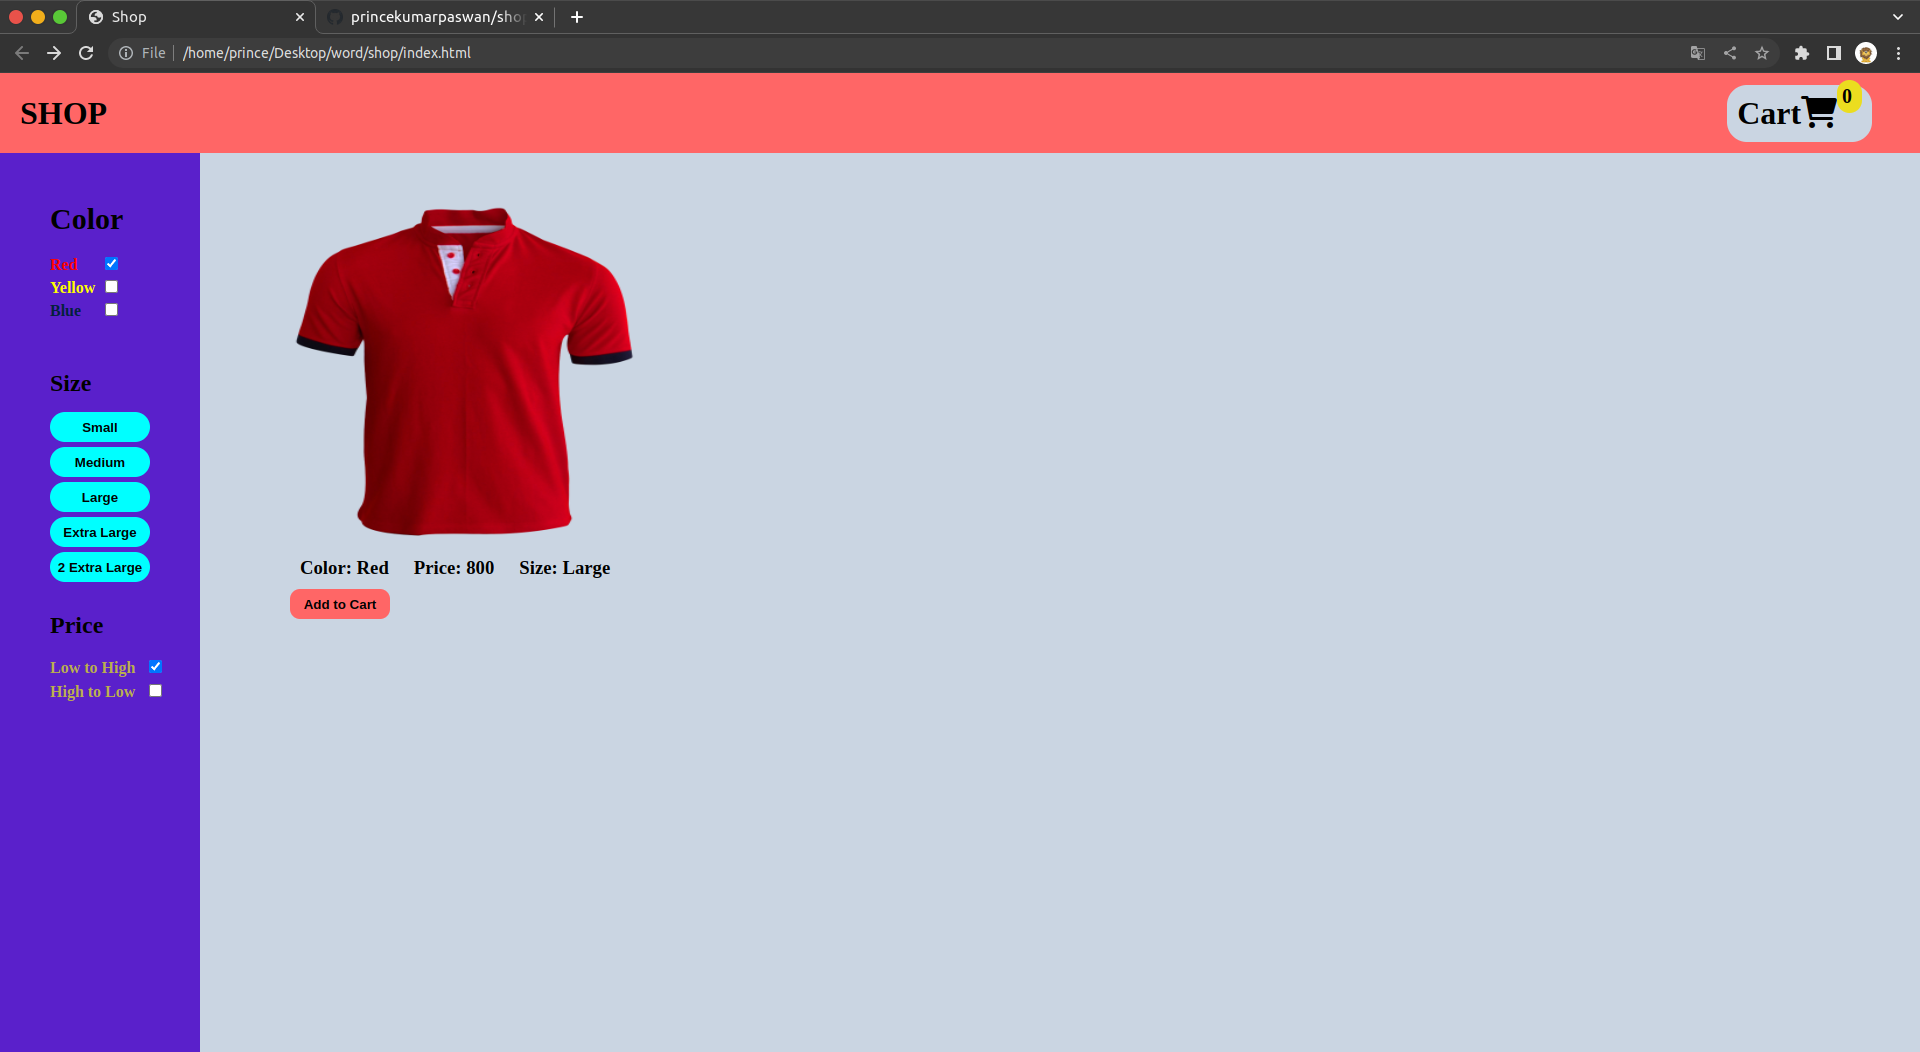 Shop
princekumarpaswan/shop
File
/home/prince/Desktop/word/shop/index.html
SHOP
Cart 0
Color
Red
Yellow
Blue
Size
Small
Medium
Large
Extra Large
2 Extra Large
Price
Low to High
High to Low
Color: Red Price: 800 Size: Large
Add to Cart